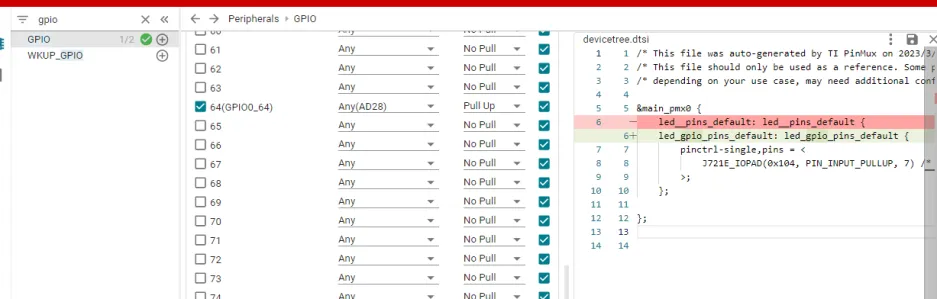 gpio
GPIO 1/2
WKUP_GPIO
Peripherals > GPIO
60 Any No Pull
61 Any No Pull
62 Any No Pull
63 Any No Pull
64(GPIO0_64) Any(AD28) Pull Up
65 Any No Pull
66 Any No Pull
67 Any No Pull
68 Any No Pull
69 Any No Pull
70 Any No Pull
71 Any No Pull
72 Any No Pull
73 Any No Pull
74 Any No Pull
devicetree.dtsi
1 1 /* This file was auto-generated by TI PinMux on 2023/3/
2 2 /* This file should only be used as a reference. Some p
3 3 /* depending on your use case, may need additional conf
4 4
5 5 &main_pmx0 {
6 — led__pins_default: led__pins_default {
6+ led_gpio_pins_default: led_gpio_pins_default {
7 7 pinctrl-single,pins = <
8 8 J721E_IOPAD(0x104, PIN_INPUT_PULLUP, 7) /*
9 9 >;
10 10 };
11 11
12 12 };
13 13
14 14